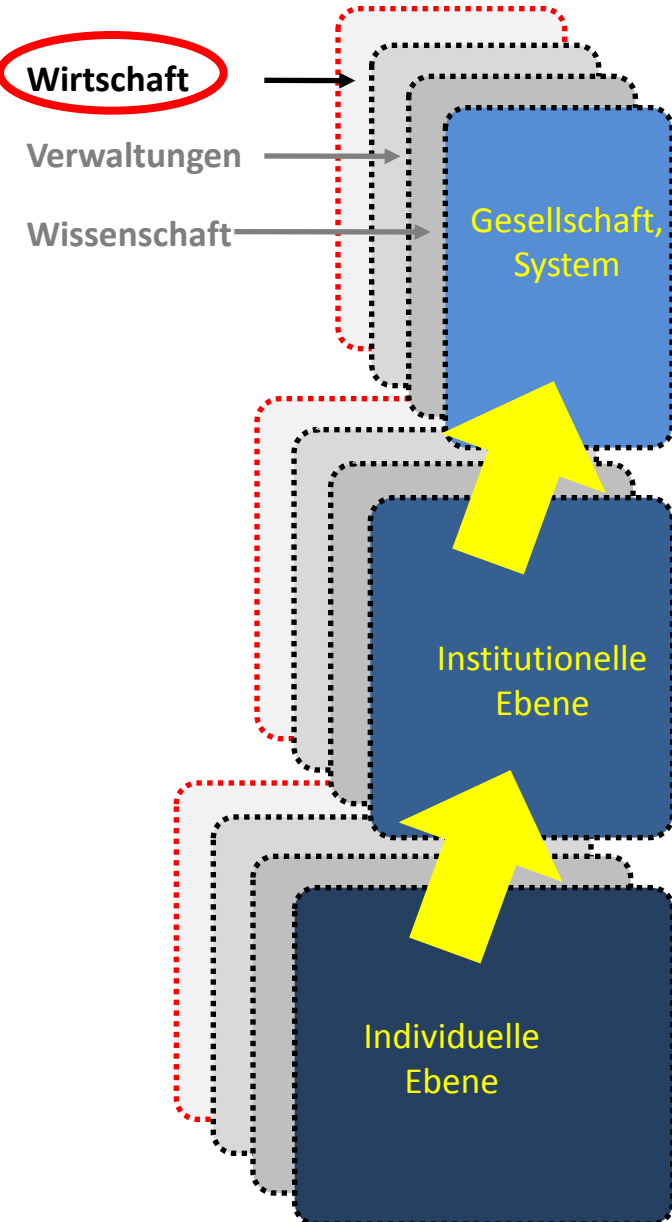 Wirtschaft
Verwaltungen
Wissenschaft
Gesellschaft,
System
Institutionelle
Ebene
Individuelle
Ebene